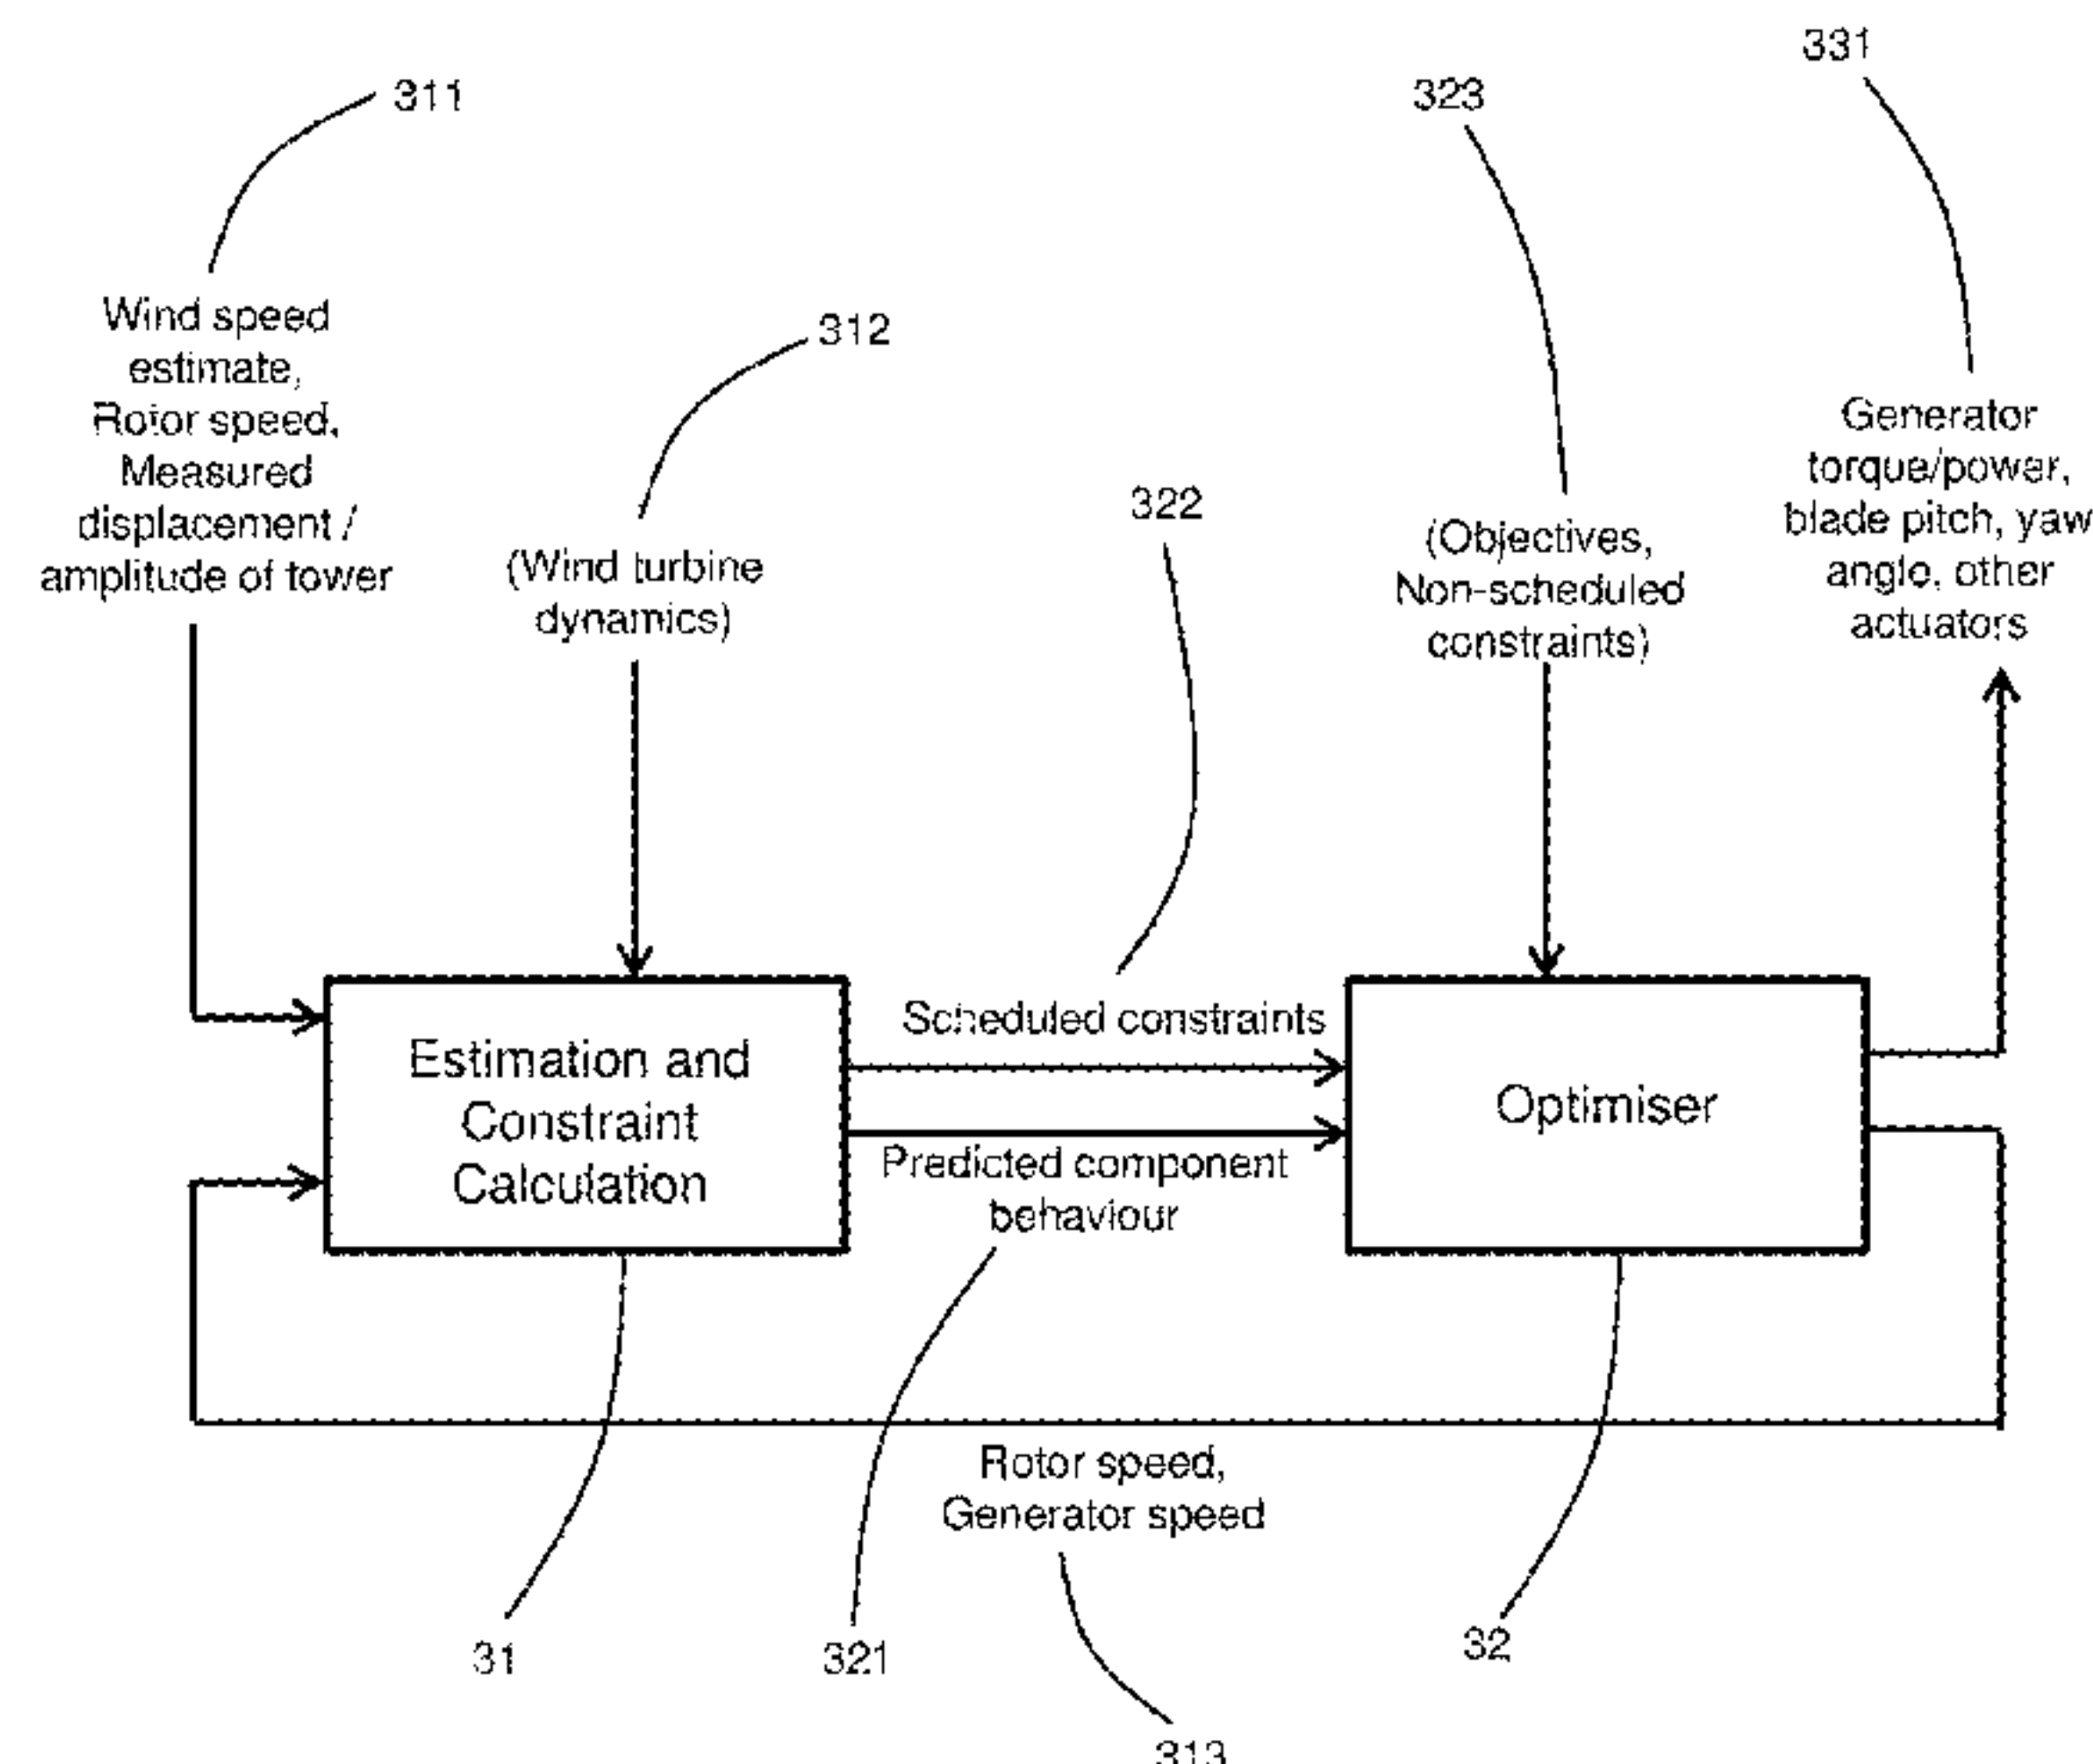 331
311
323
312
Wind speed
estimate,
Rotor speed,
Measured
displacement /
amplitude of tower
(Wind turbine
dynamics)
322
(Objectives,
Non-scheduled
constraints)
Generator
torque/power,
blade pitch, yaw
angle, other
actuators
Estimation and
Constraint
Calculation
Scheduled constraints
Predicted component
behaviour
Optimiser
Rotor speed,
Generator speed
31
321
32
313